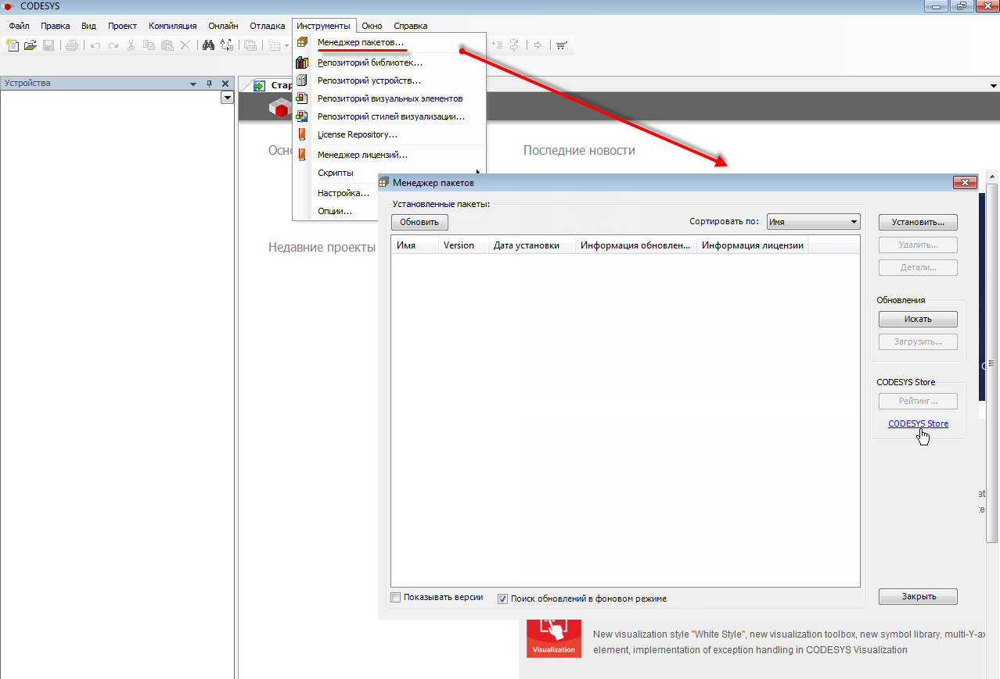 CODESYS
Файл Правка Вид Проект Компиляция Онлайн Отладка Инструменты Окно Справка
Менеджер пакетов...
Репозиторий библиотек...
Репозиторий устройств...
Репозиторий визуальных элементов
Репозиторий стилей визуализации...
License Repository...
Менеджер лицензий...
Скрипты
Настройка...
Опции...
Устройства
Последние новости
Недавние проекты
Менеджер пакетов
Установленные пакеты:
Обновить
Сортировать по: Имя
Имя Version Дата установки Информация обновлен... Информация лицензии
Установить...
Удалить...
Детали...
Обновления
Искать
Загрузить...
CODESYS Store
Рейтинг...
CODESYS Store
Показывать версии
Поиск обновлений в фоновом режиме
Закрыть
Visualization
New visualization style "White Style", new visualization toolbox, new symbol library, multi-Y-ax
element, implementation of exception handling in CODESYS Visualization